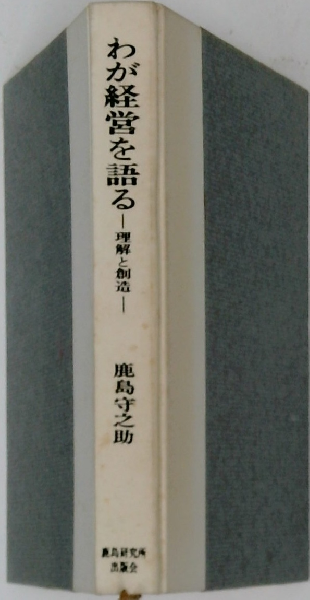 わが経営を語る
―理解と創造―
鹿島守之助
鹿島研究所
出版会